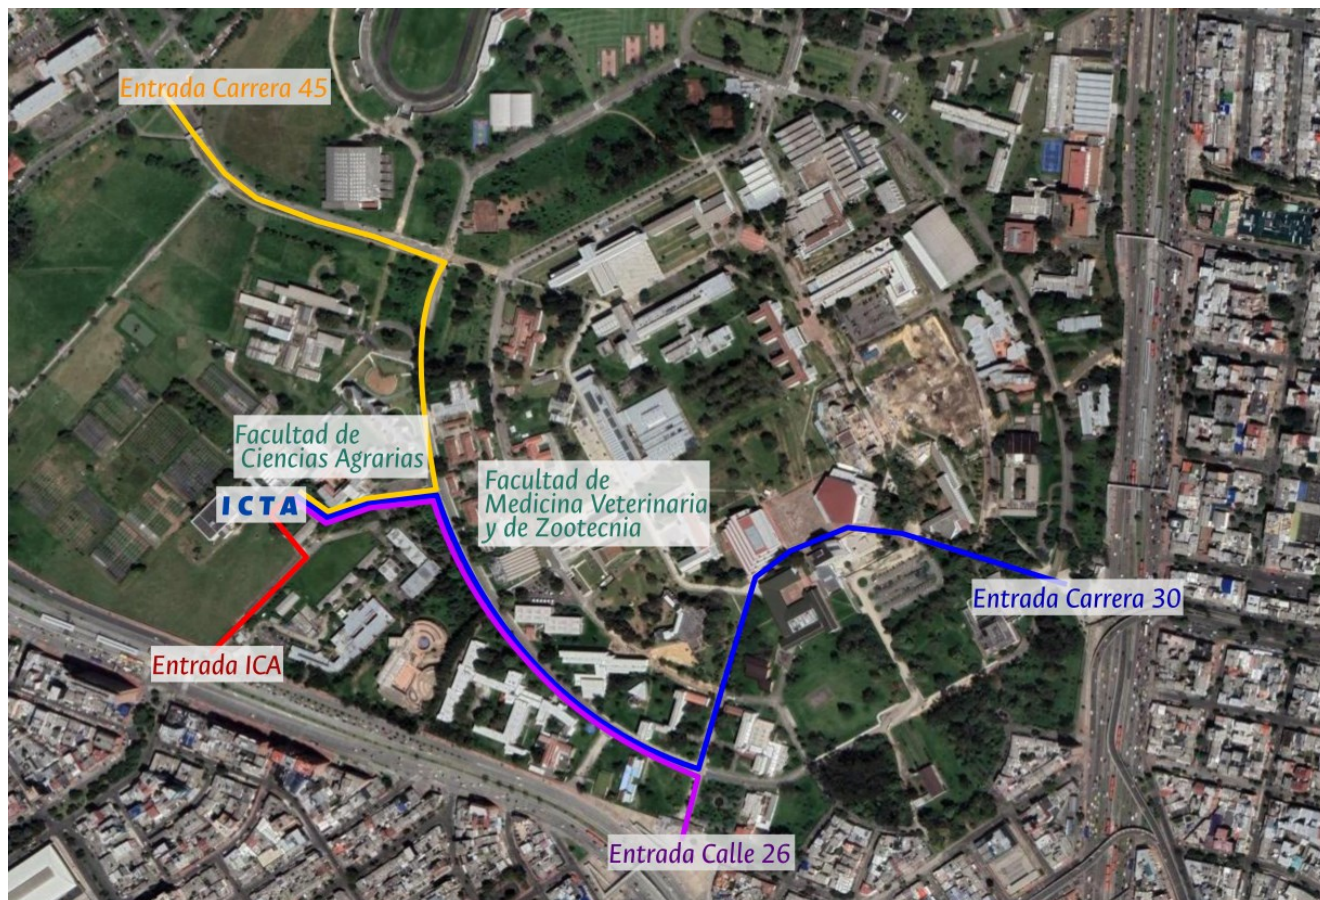 Entrada Carrera 45
Facultad de
Ciencias Agrarias
Facultad de
Medicina Veterinaria
y de Zootecnia
ICTA
Entrada Carrera 30
Entrada ICA
Entrada Calle 26